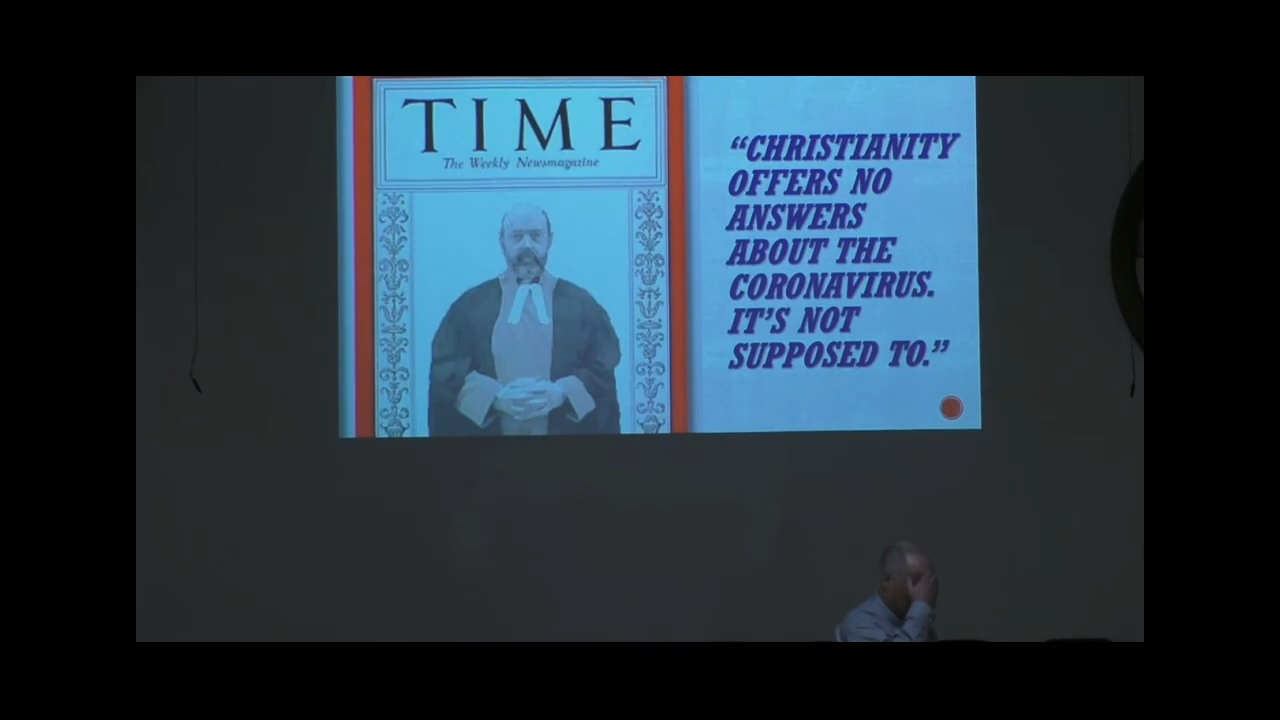 TIME
The Weekly Newsmagazine
“CHRISTIANITY
OFFERS NO
ANSWERS
ABOUT THE
CORONAVIRUS.
IT’S NOT
SUPPOSED TO.”